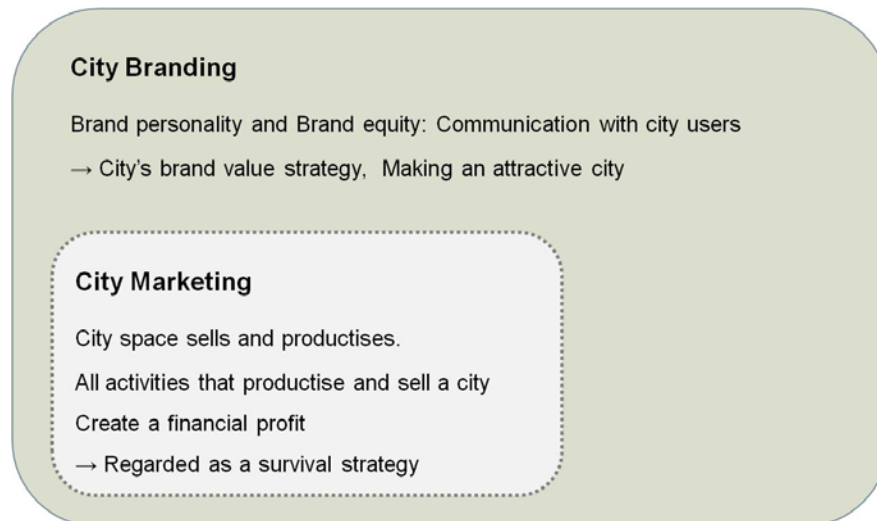 City Branding
Brand personality and Brand equity: Communication with city users
→ City's brand value strategy, Making an attractive city
City Marketing
City space sells and productises.
All activities that productise and sell a city
Create a financial profit
→ Regarded as a survival strategy